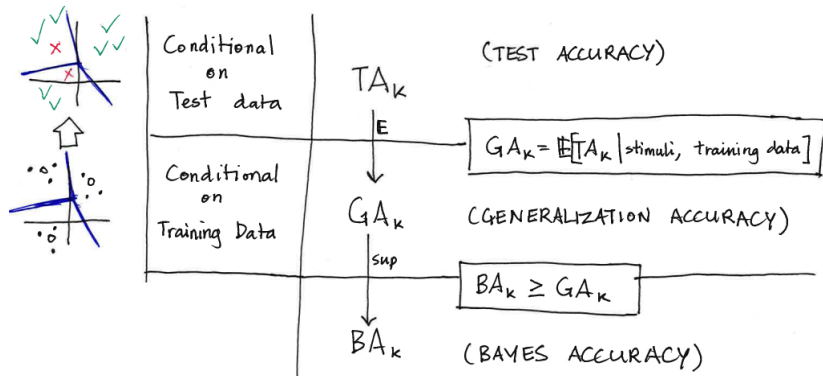 Conditional
on
Test data
TA_k
(TEST ACCURACY)
E
GA_k = 𝔼[TA_k | stimuli, training data]
Conditional
on
Training Data
GA_k
(GENERALIZATION ACCURACY)
sup
BA_k ≥ GA_k
BA_k
(BAYES ACCURACY)